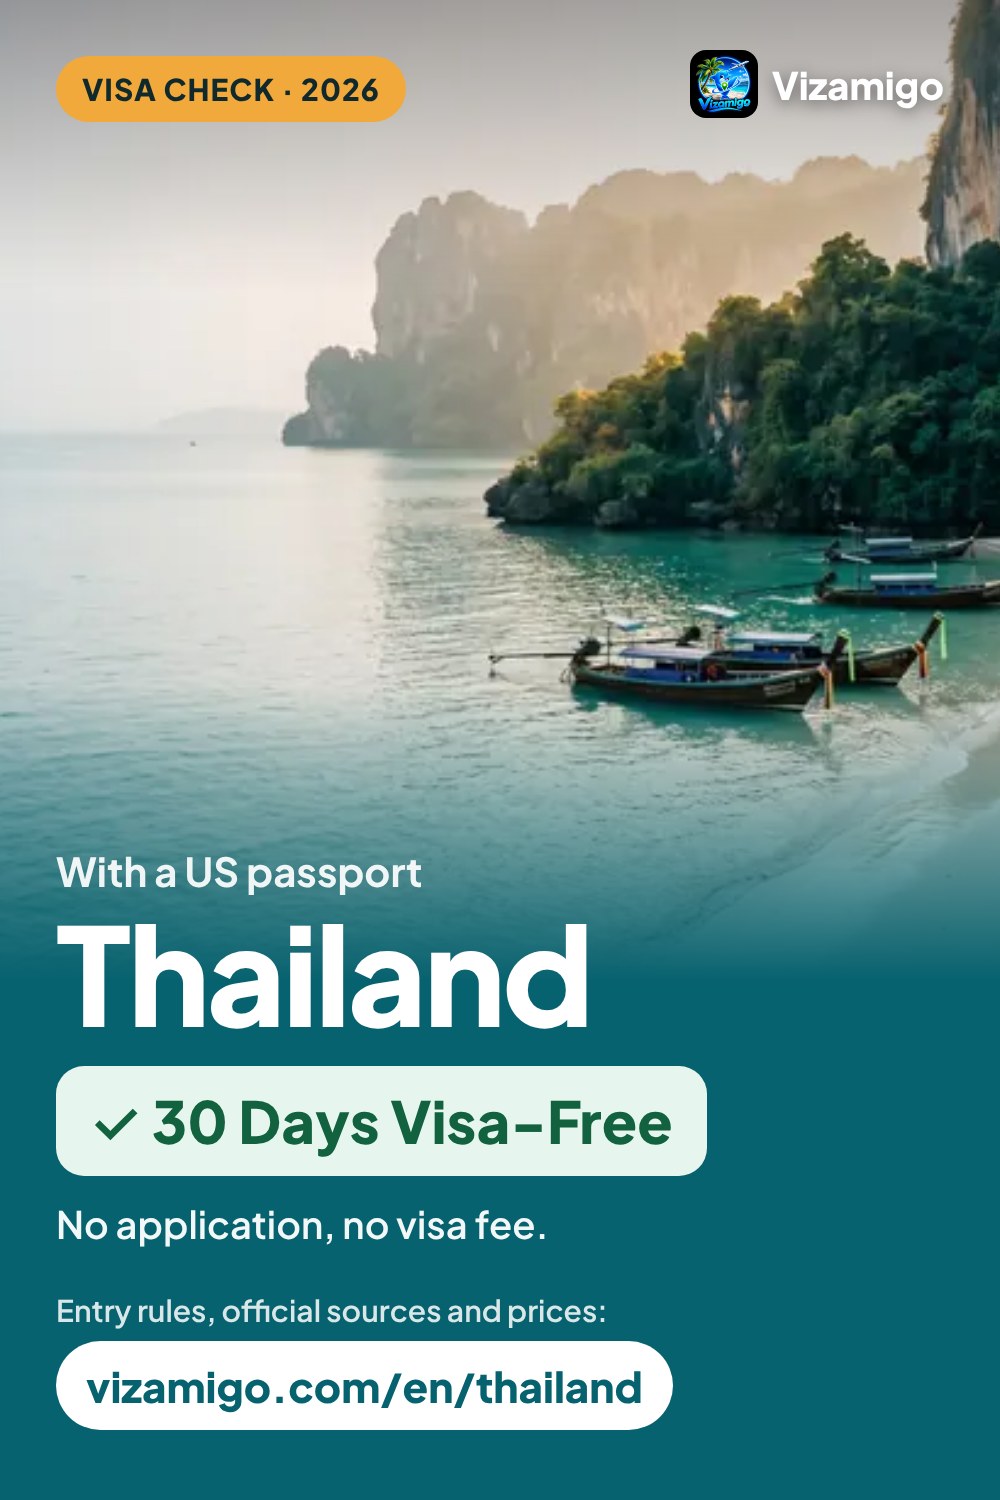 VISA CHECK · 2026
Vizamigo
Vizamigo
With a US passport
Thailand
✓ 30 Days Visa-Free
No application, no visa fee.
Entry rules, official sources and prices:
vizamigo.com/en/thailand